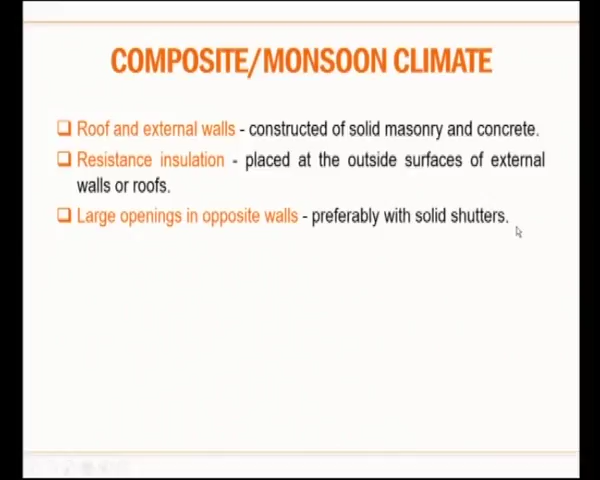 COMPOSITE/MONSOON CLIMATE
Roof and external walls - constructed of solid masonry and concrete.
Resistance insulation - placed at the outside surfaces of external
walls or roofs.
Large openings in opposite walls - preferably with solid shutters.